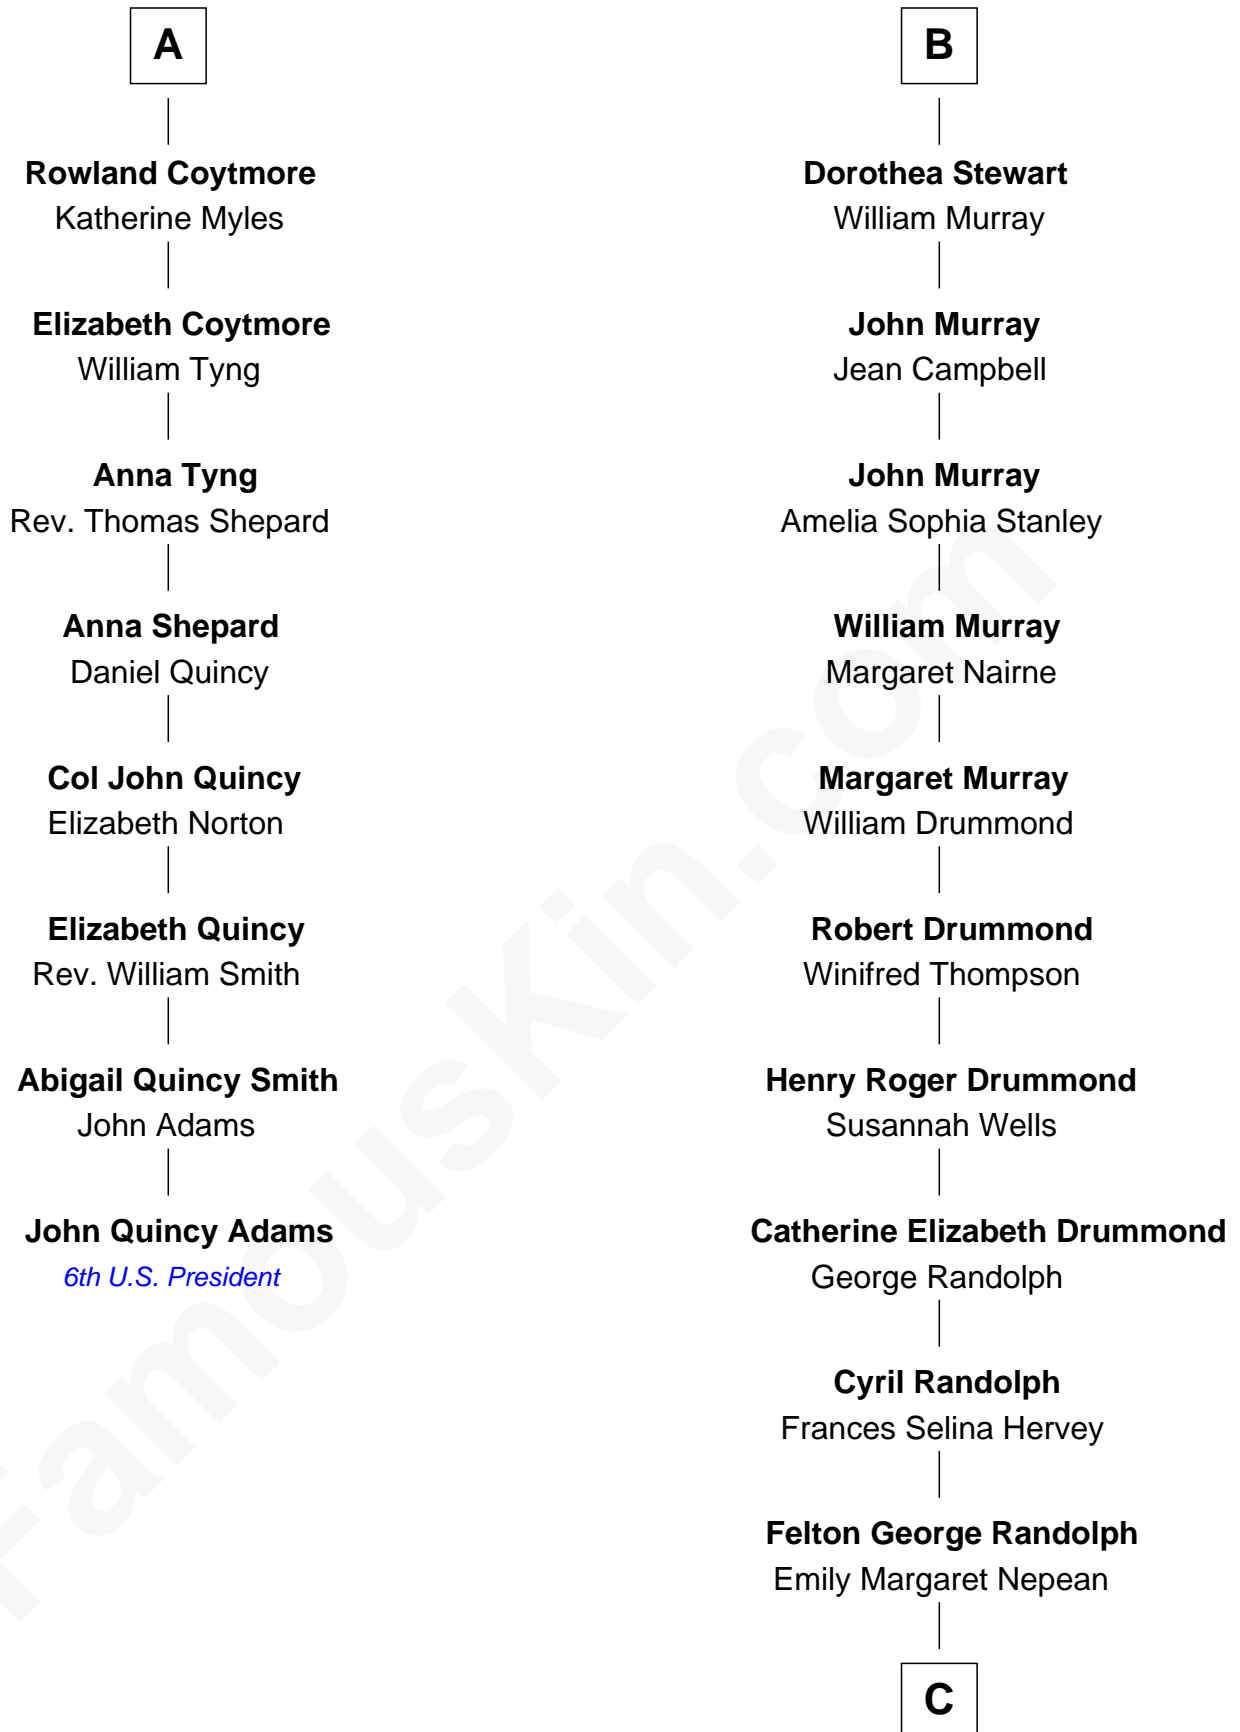 A
Rowland Coytmore
Katherine Myles
Elizabeth Coytmore
William Tyng
Anna Tyng
Rev. Thomas Shepard
Anna Shepard
Daniel Quincy
Col John Quincy
Elizabeth Norton
Elizabeth Quincy
Rev. William Smith
Abigail Quincy Smith
John Adams
John Quincy Adams
6th U.S. President
B
Dorothea Stewart
William Murray
John Murray
Jean Campbell
John Murray
Amelia Sophia Stanley
William Murray
Margaret Nairne
Margaret Murray
William Drummond
Robert Drummond
Winifred Thompson
Henry Roger Drummond
Susannah Wells
Catherine Elizabeth Drummond
George Randolph
Cyril Randolph
Frances Selina Hervey
Felton George Randolph
Emily Margaret Nepean
C
FamousKin.com